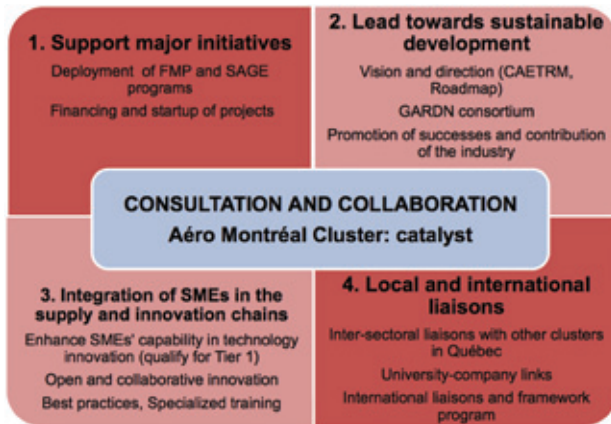 1. Support major initiatives
Deployment of FMP and SAGE
programs
Financing and startup of projects
2. Lead towards sustainable
development
Vision and direction (CAETRM,
Roadmap)
GARDN consortium
Promotion of successes and contribution
of the industry
CONSULTATION AND COLLABORATION
Aéro Montréal Cluster: catalyst
3. Integration of SMEs in the
supply and innovation chains
Enhance SMEs' capability in technology
innovation (qualify for Tier 1)
Open and collaborative innovation
Best practices, Specialized training
4. Local and international
liaisons
Inter-sectoral liaisons with other clusters
in Québec
University-company links
International liaisons and framework
program